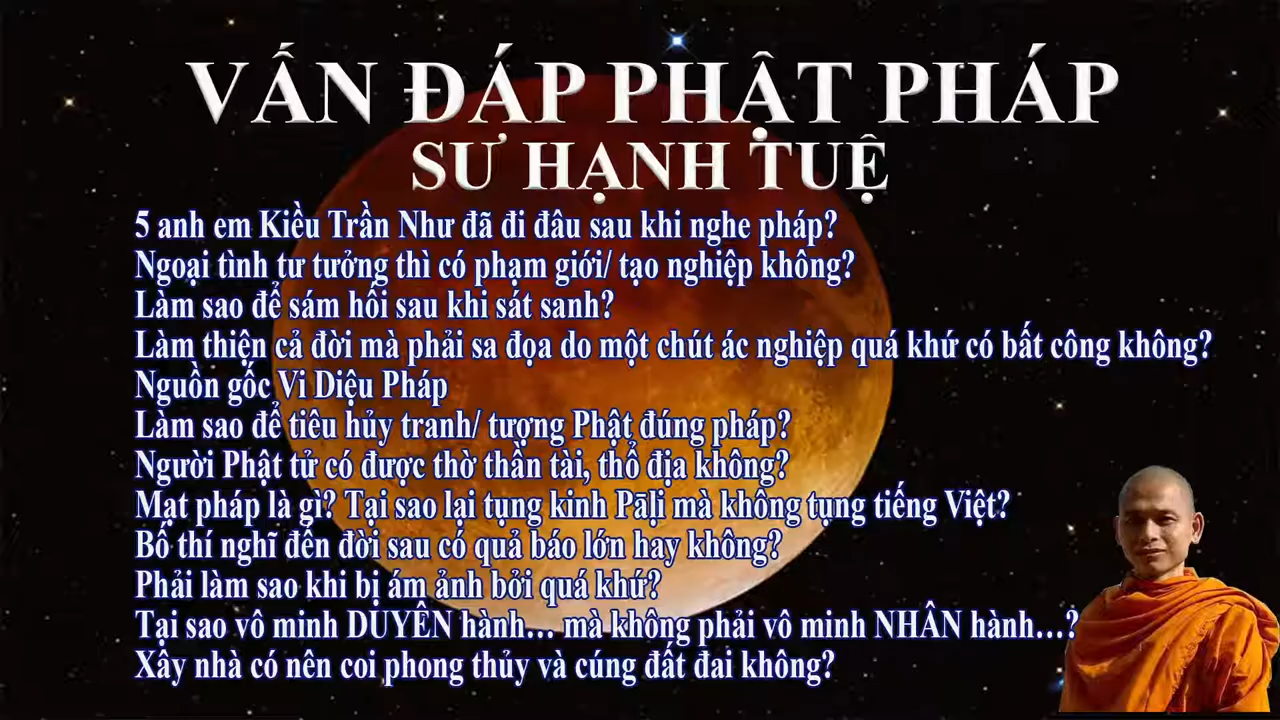 VẤN ĐÁP PHẬT PHÁP
SƯ HẠNH TUỆ
5 anh em Kiều Trần Như đã đi đâu sau khi nghe pháp?
Ngoại tình tư tưởng thì có phạm giới/ tạo nghiệp không?
Làm sao để sám hối sau khi sát sanh?
Làm thiện cả đời mà phải sa đọa do một chút ác nghiệp quá khứ có bất công không?
Nguồn gốc Vi Diệu Pháp
Làm sao để tiêu hủy tranh/ tượng Phật đúng pháp?
Người Phật tử có được thờ thần tài, thổ địa không?
Mạt pháp là gì? Tại sao lại tụng kinh Pāḷi mà không tụng tiếng Việt?
Bố thí nghĩ đến đời sau có quả báo lớn hay không?
Phải làm sao khi bị ám ảnh bởi quá khứ?
Tại sao vô minh DUYÊN hành... mà không phải vô minh NHÂN hành...?
Xây nhà có nên coi phong thủy và cúng đất đai không?